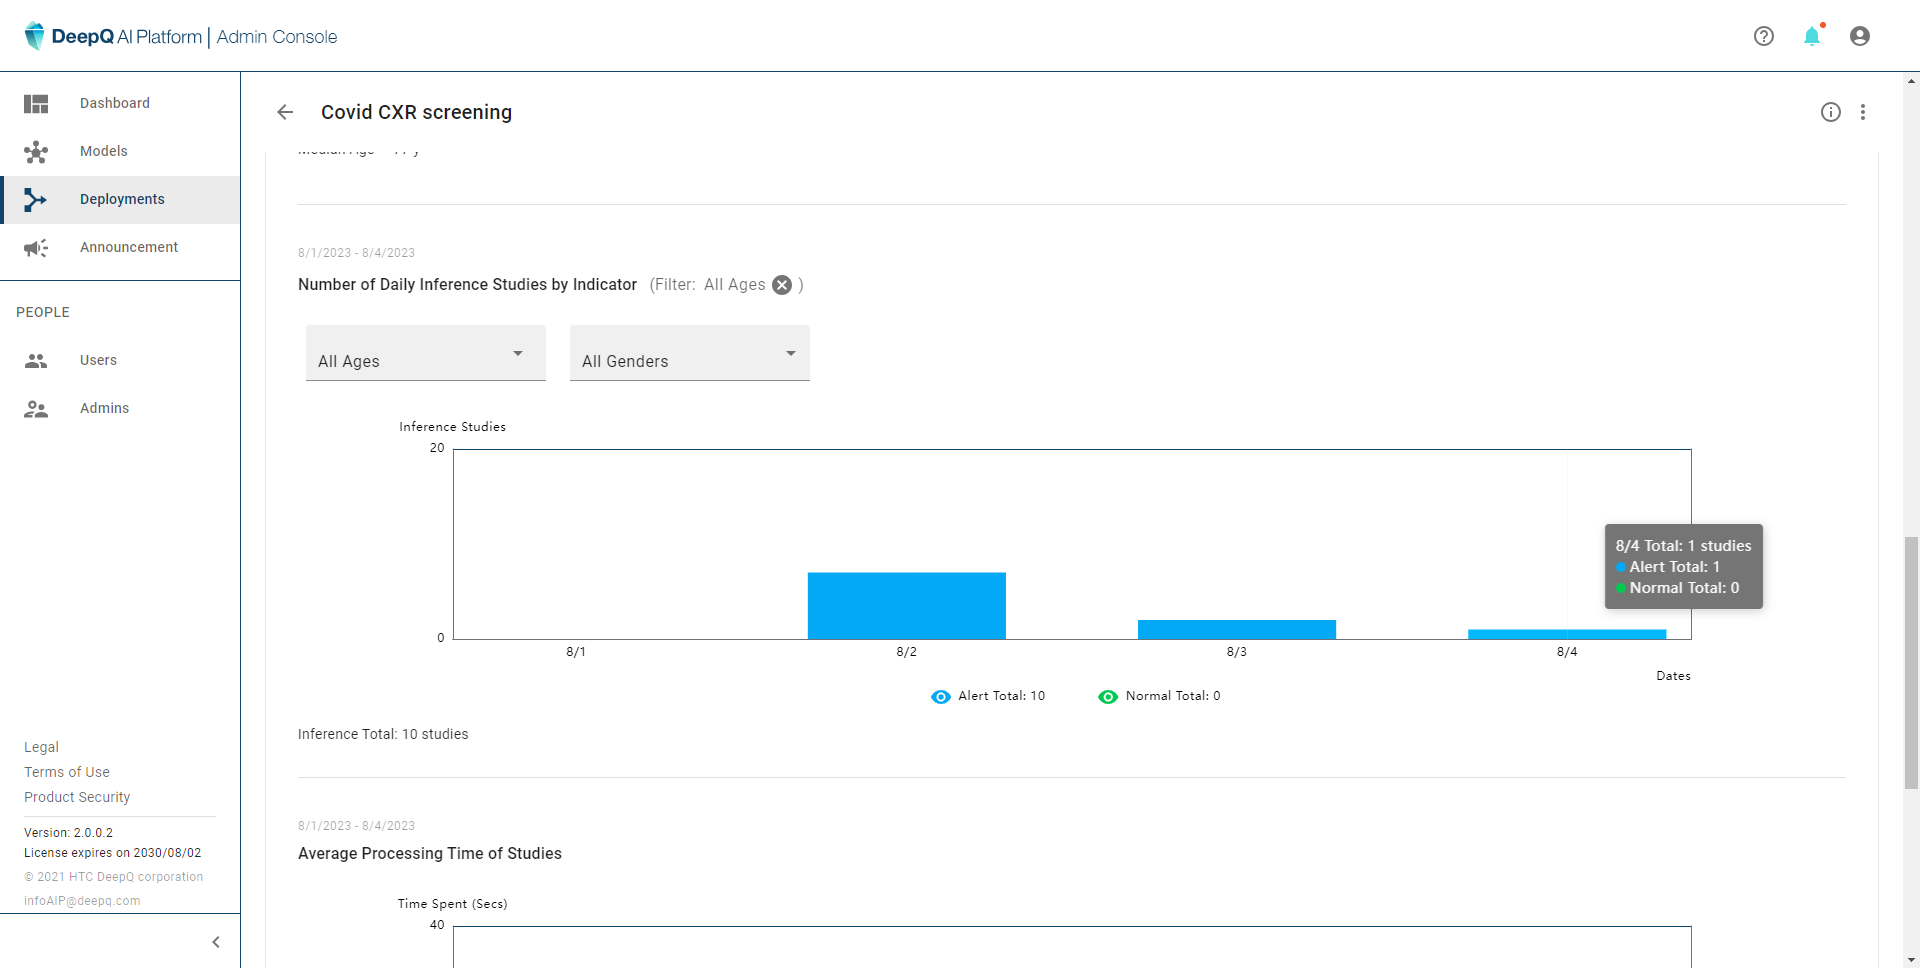 DeepQ AI Platform | Admin Console
Dashboard
Models
Deployments
Announcement
PEOPLE
Users
Admins
Legal
Terms of Use
Product Security
Version: 2.0.0.2
License expires on 2030/08/02
© 2021 HTC DeepQ corporation
infoAIP@deepq.com
Covid CXR screening
8/1/2023 - 8/4/2023
Number of Daily Inference Studies by Indicator (Filter: All Ages )
All Ages
All Genders
Inference Studies
20
0
8/1
8/2
8/3
8/4
Dates
8/4 Total: 1 studies
Alert Total: 1
Normal Total: 0
Alert Total: 10
Normal Total: 0
Inference Total: 10 studies
8/1/2023 - 8/4/2023
Average Processing Time of Studies
Time Spent (Secs)
40